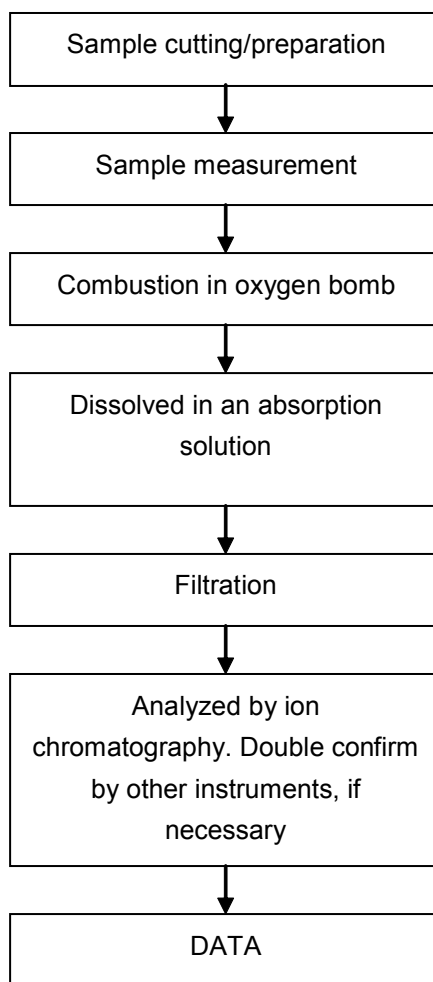 Sample cutting/preparation
Sample measurement
Combustion in oxygen bomb
Dissolved in an absorption
solution
Filtration
Analyzed by ion
chromatography. Double confirm
by other instruments, if
necessary
DATA